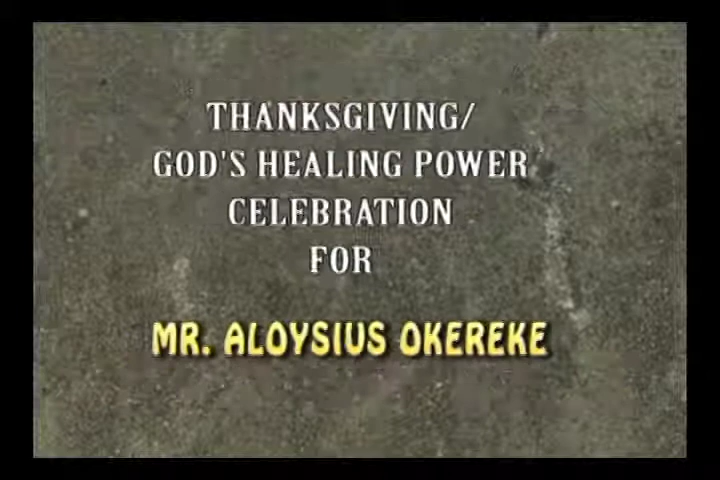 THANKSGIVING/
GOD'S HEALING POWER
CELEBRATION
FOR
MR. ALOYSIUS OKEREKE